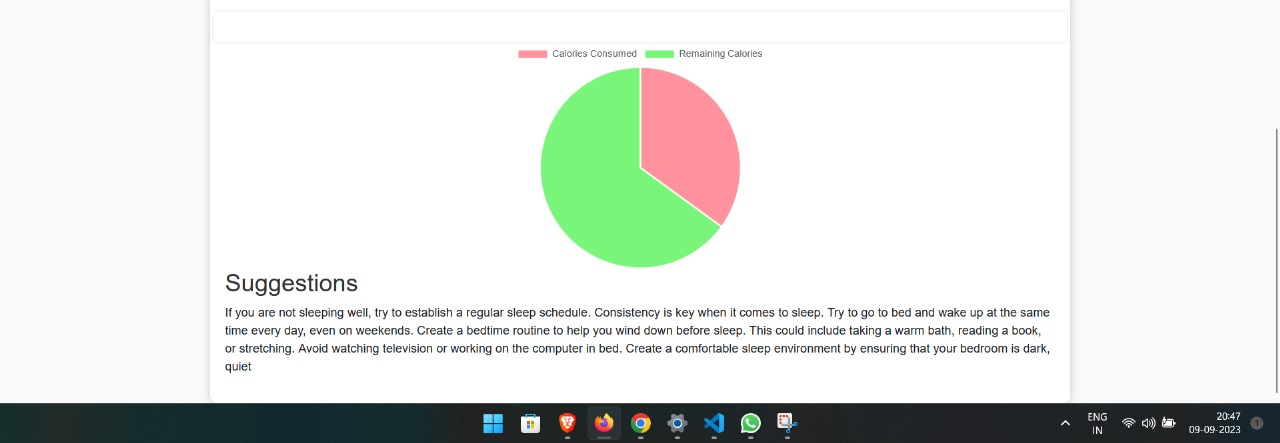 Calories Consumed Remaining Calories
Suggestions
If you are not sleeping well, try to establish a regular sleep schedule. Consistency is key when it comes to sleep. Try to go to bed and wake up at the same
time every day, even on weekends. Create a bedtime routine to help you wind down before sleep. This could include taking a warm bath, reading a book,
or stretching. Avoid watching television or working on the computer in bed. Create a comfortable sleep environment by ensuring that your bedroom is dark,
quiet
ENG
IN
20:47
09-09-2023
1